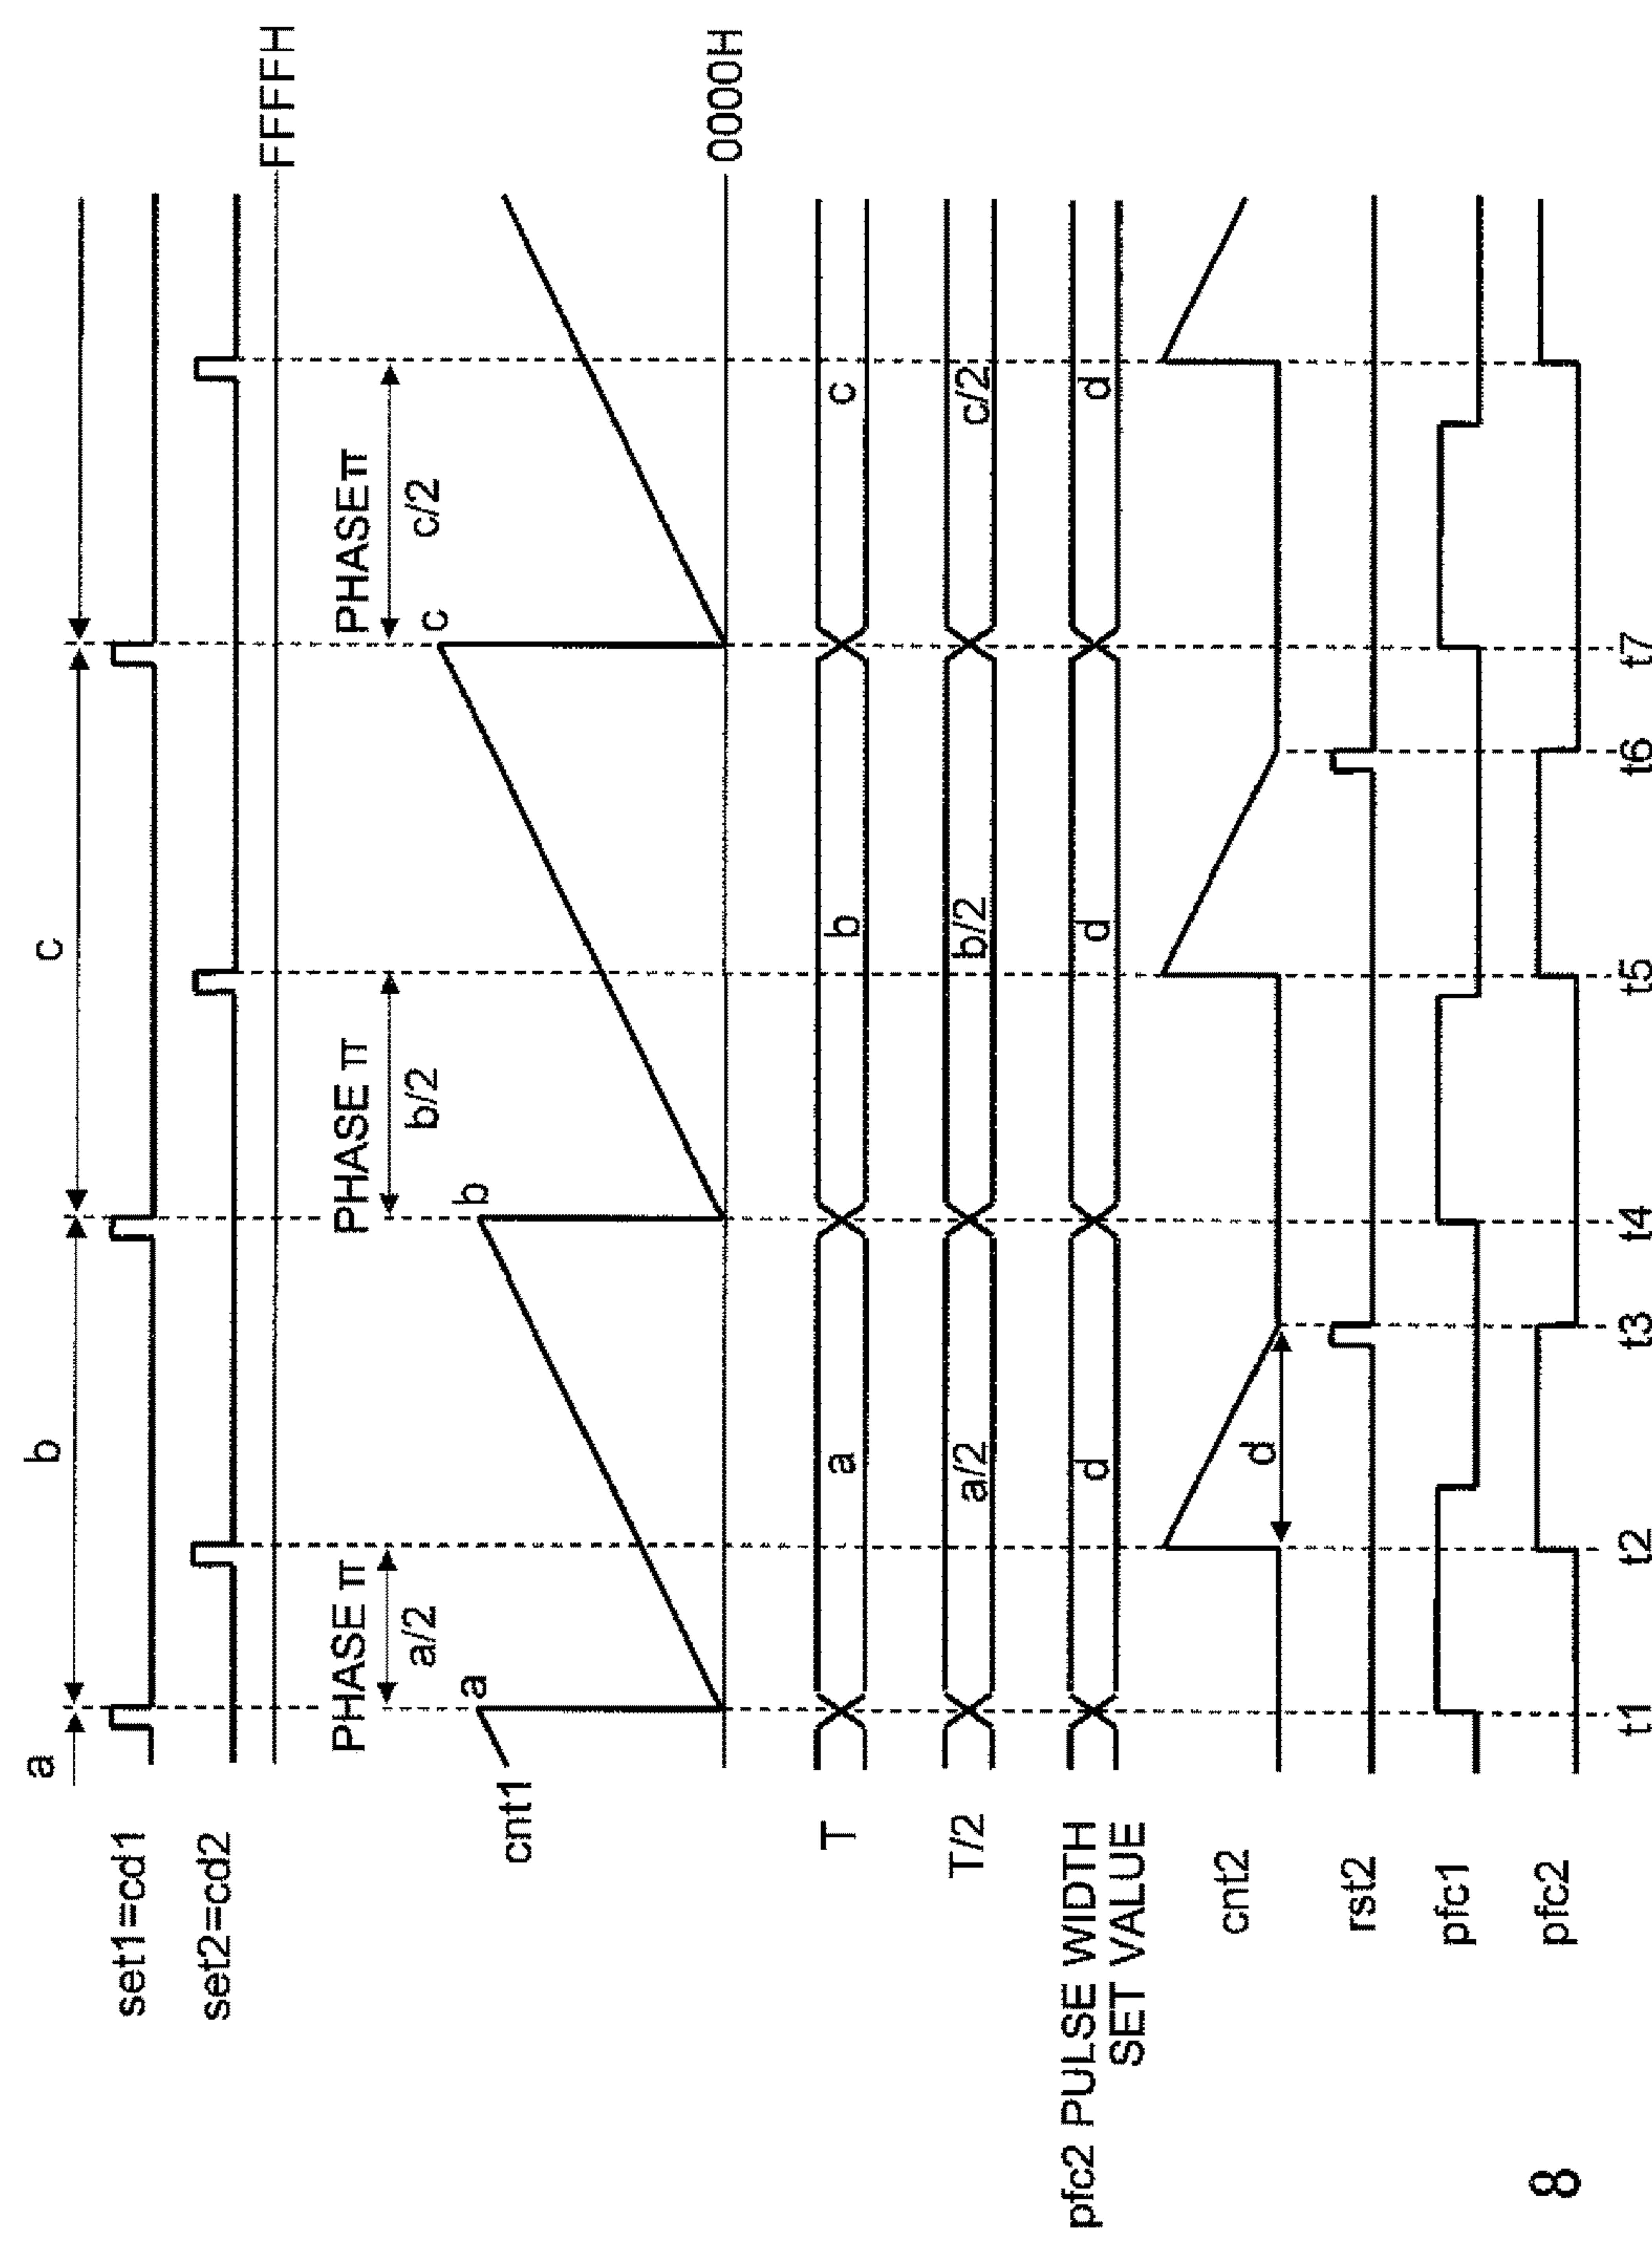 a
b
c
set1=cd1
set2=cd2
FFFFH
PHASE π
PHASE π
PHASE π
a/2
b/2
c/2
a
b
c
cnt1
0000H
T
a
b
c
T/2
a/2
b/2
c/2
pfc2 PULSE WIDTH
SET VALUE
d
d
d
cnt2
d
rst2
pfc1
pfc2
t1
t2
t3
t4
t5
t6
t7
8